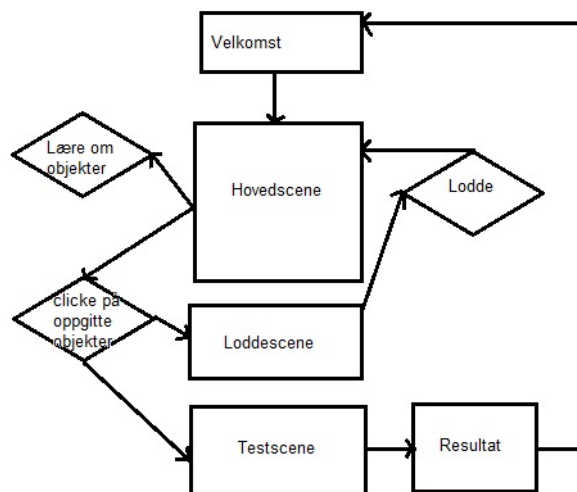 Velkomst
Lære om
objekter
Hovedscene
Lodde
clicke på
oppgitte
objekter
Loddescene
Testscene
Resultat